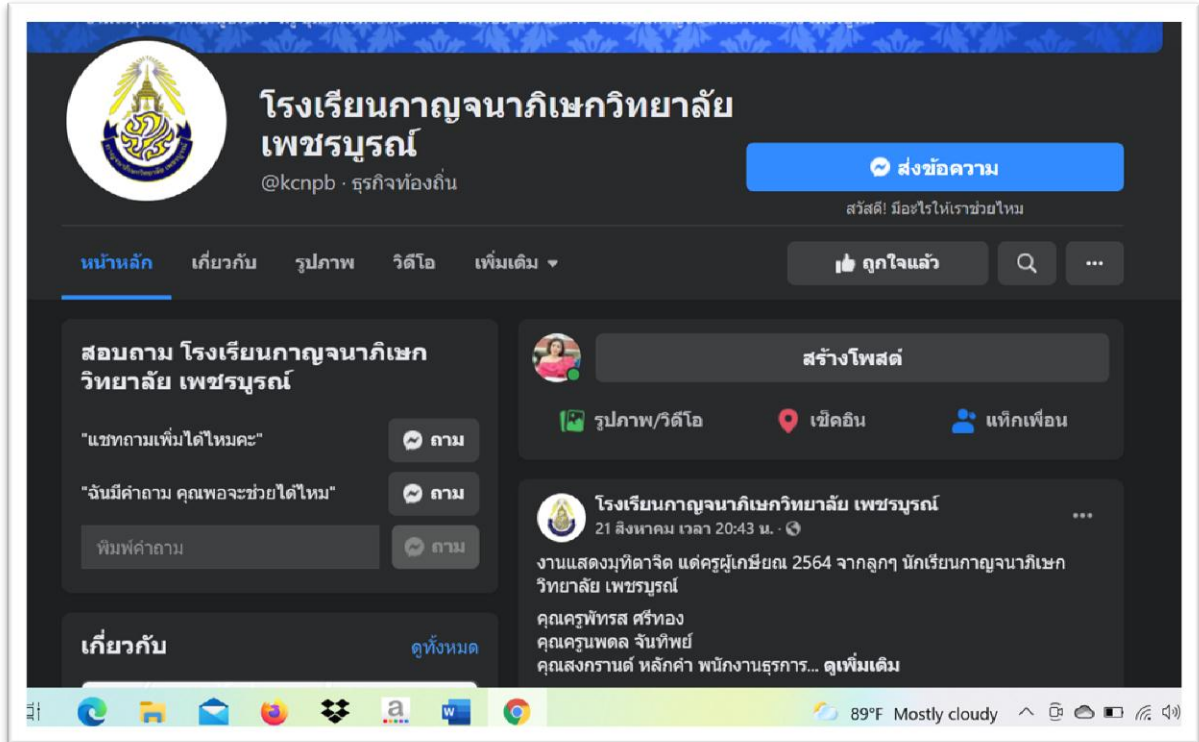 โรงเรียนกาญจนาภิเษกวิทยาลัย
เพชรบูรณ์
@kcnpb · ธุรกิจท้องถิ่น
ส่งข้อความ
สวัสดี! มีอะไรให้เราช่วยไหม
หน้าหลัก เกี่ยวกับ รูปภาพ วิดีโอ เพิ่มเติม
ถูกใจแล้ว
สอบถาม โรงเรียนกาญจนาภิเษก
วิทยาลัย เพชรบูรณ์
"แชทถามเพิ่มได้ไหมคะ" ถาม
"ฉันมีคำถาม คุณพอจะช่วยได้ไหม" ถาม
พิมพ์คำถาม ถาม
เกี่ยวกับ ดูทั้งหมด
สร้างโพสต์
รูปภาพ/วิดีโอ เช็คอิน แท็กเพื่อน
โรงเรียนกาญจนาภิเษกวิทยาลัย เพชรบูรณ์
21 สิงหาคม เวลา 20:43 น. ·
งานแสดงมุทิตาจิต แด่ครูผู้เกษียณ 2564 จากลูกๆ นักเรียนกาญจนาภิเษก
วิทยาลัย เพชรบูรณ์
คุณครูพัทรส ศรีทอง
คุณครูนพดล จันทิพย์
คุณสงกรานต์ หลักคำ พนักงานธุรการ... ดูเพิ่มเติม
89°F Mostly cloudy